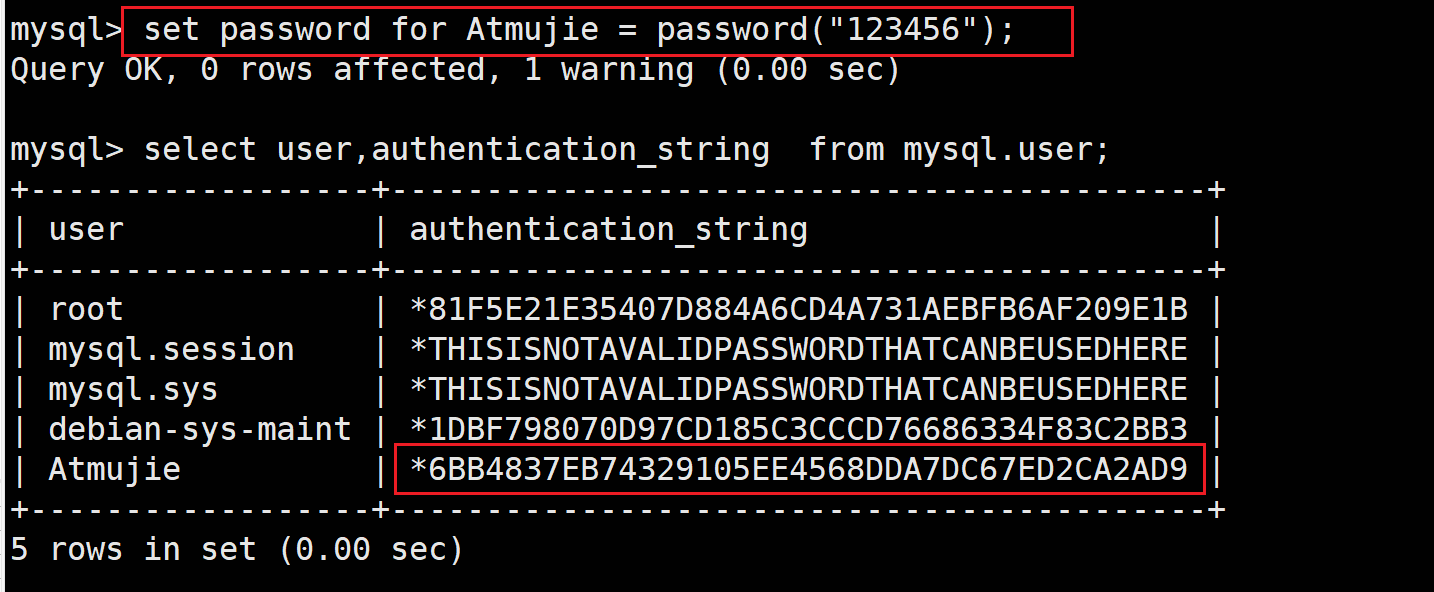 mysql> set password for Atmujie = password("123456");
Query OK, 0 rows affected, 1 warning (0.00 sec)
mysql> select user,authentication_string  from mysql.user;
+------------------+-------------------------------------------+
| user             | authentication_string                     |
+------------------+-------------------------------------------+
| root             | *81F5E21E35407D884A6CD4A731AEBFB6AF209E1B |
| mysql.session    | *THISISNOTAVALIDPASSWORDTHATCANBEUSEDHERE |
| mysql.sys        | *THISISNOTAVALIDPASSWORDTHATCANBEUSEDHERE |
| debian-sys-maint | *1DBF798070D97CD185C3CCCD76686334F83C2BB3 |
| Atmujie          | *6BB4837EB74329105EE4568DDA7DC67ED2CA2AD9 |
+------------------+-------------------------------------------+
5 rows in set (0.00 sec)